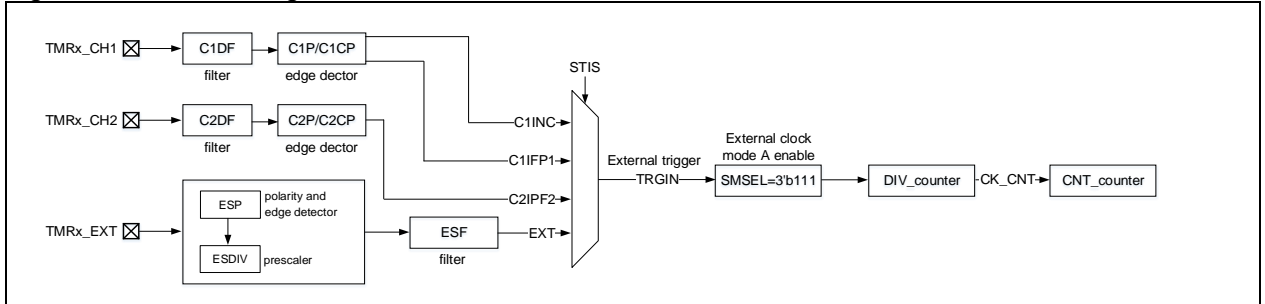 TMRx_CH1
C1DF
filter
C1P/C1CP
edge dector
TMRx_CH2
C2DF
filter
C2P/C2CP
edge dector
TMRx_EXT
ESP
polarity and
edge detector
ESDIV
prescaler
ESF
filter
STIS
C1INC
C1IFP1
C2IPF2
EXT
External trigger
TRGIN
External clock
mode A enable
SMSEL=3'b111
DIV_counter
CK_CNT
CNT_counter